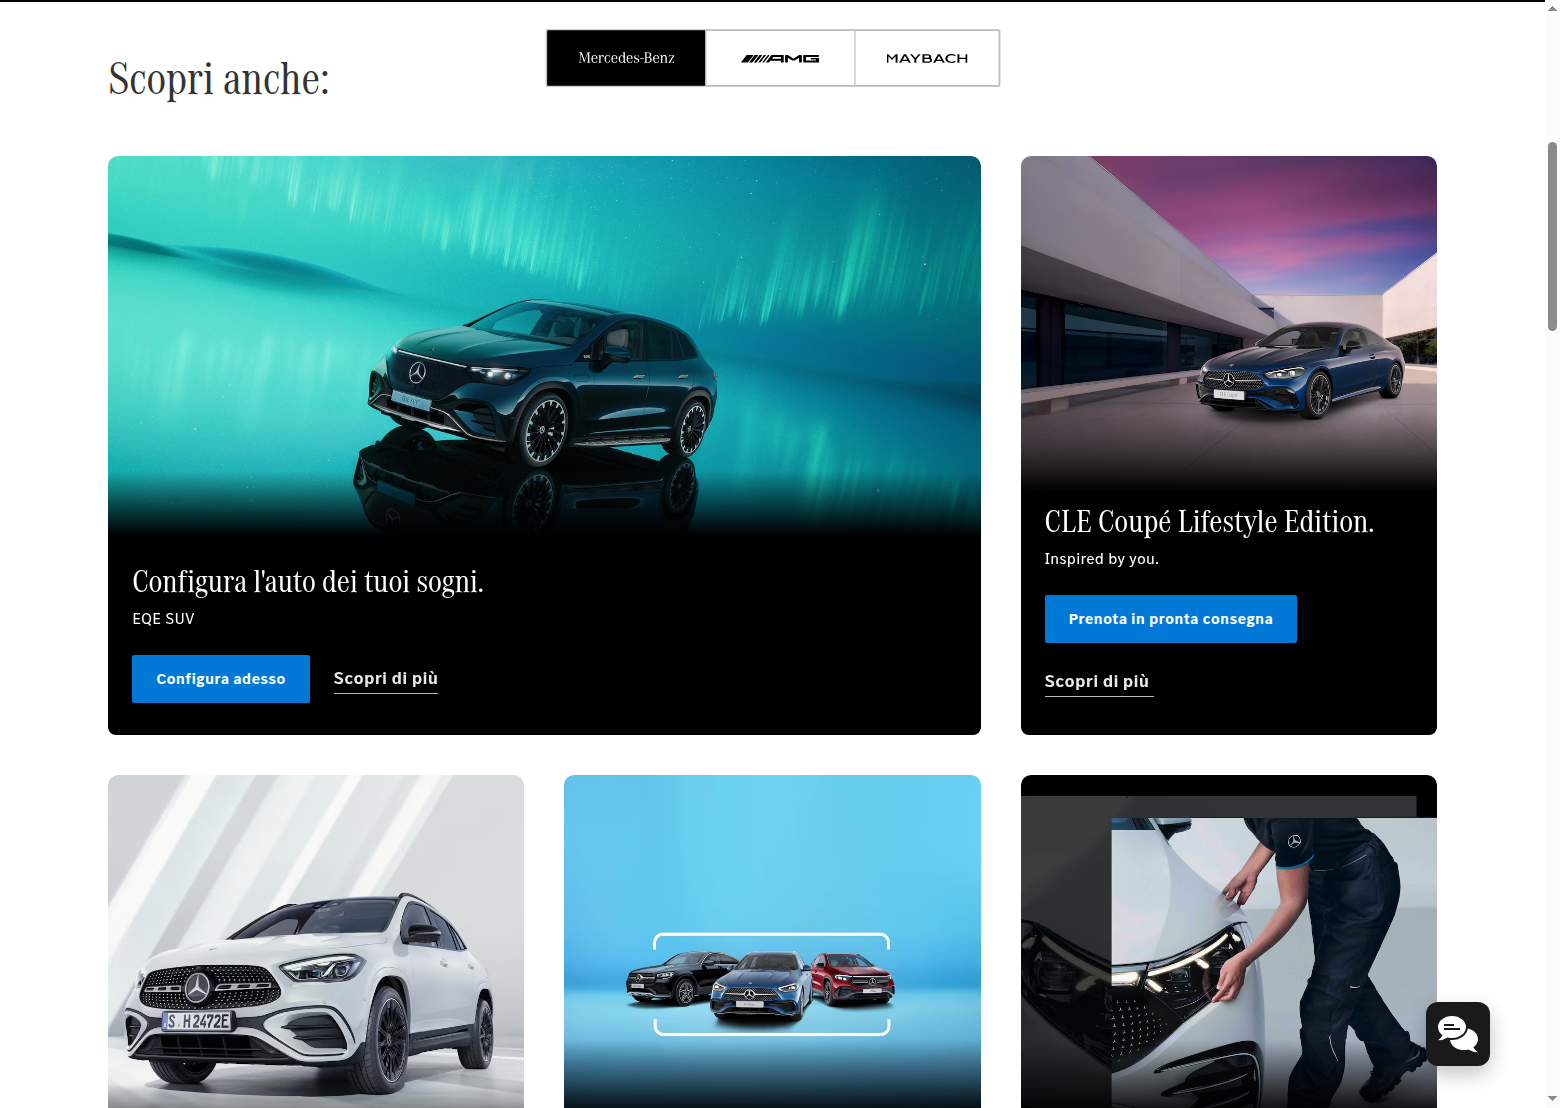 Scopri anche:
Mercedes-Benz
AMG
MAYBACH
Configura l'auto dei tuoi sogni.
EQE SUV
Configura adesso
Scopri di più
CLE Coupé Lifestyle Edition.
Inspired by you.
Prenota in pronta consegna
Scopri di più
S H 2472E